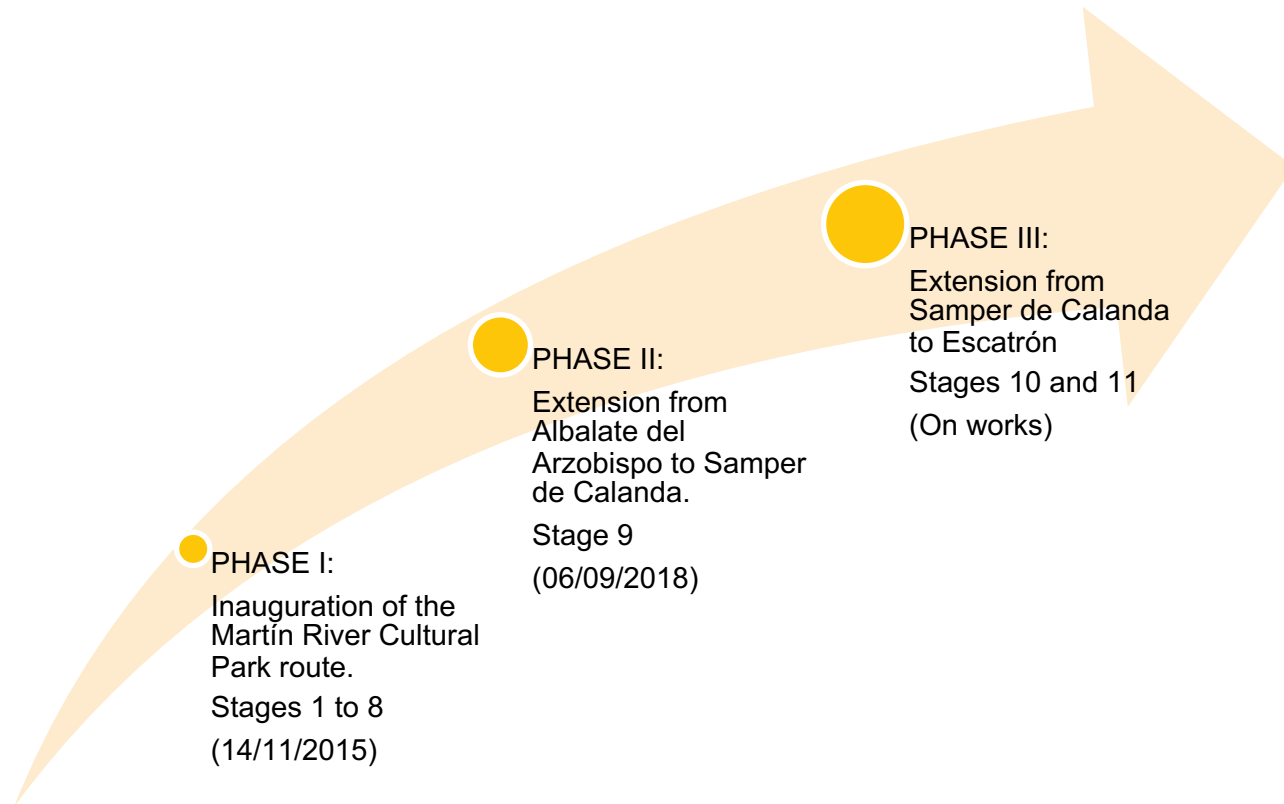 PHASE I:
Inauguration of the
Martín River Cultural
Park route.
Stages 1 to 8
(14/11/2015)
PHASE II:
Extension from
Albalate del
Arzobispo to Samper
de Calanda.
Stage 9
(06/09/2018)
PHASE III:
Extension from
Samper de Calanda
to Escatrón
Stages 10 and 11
(On works)